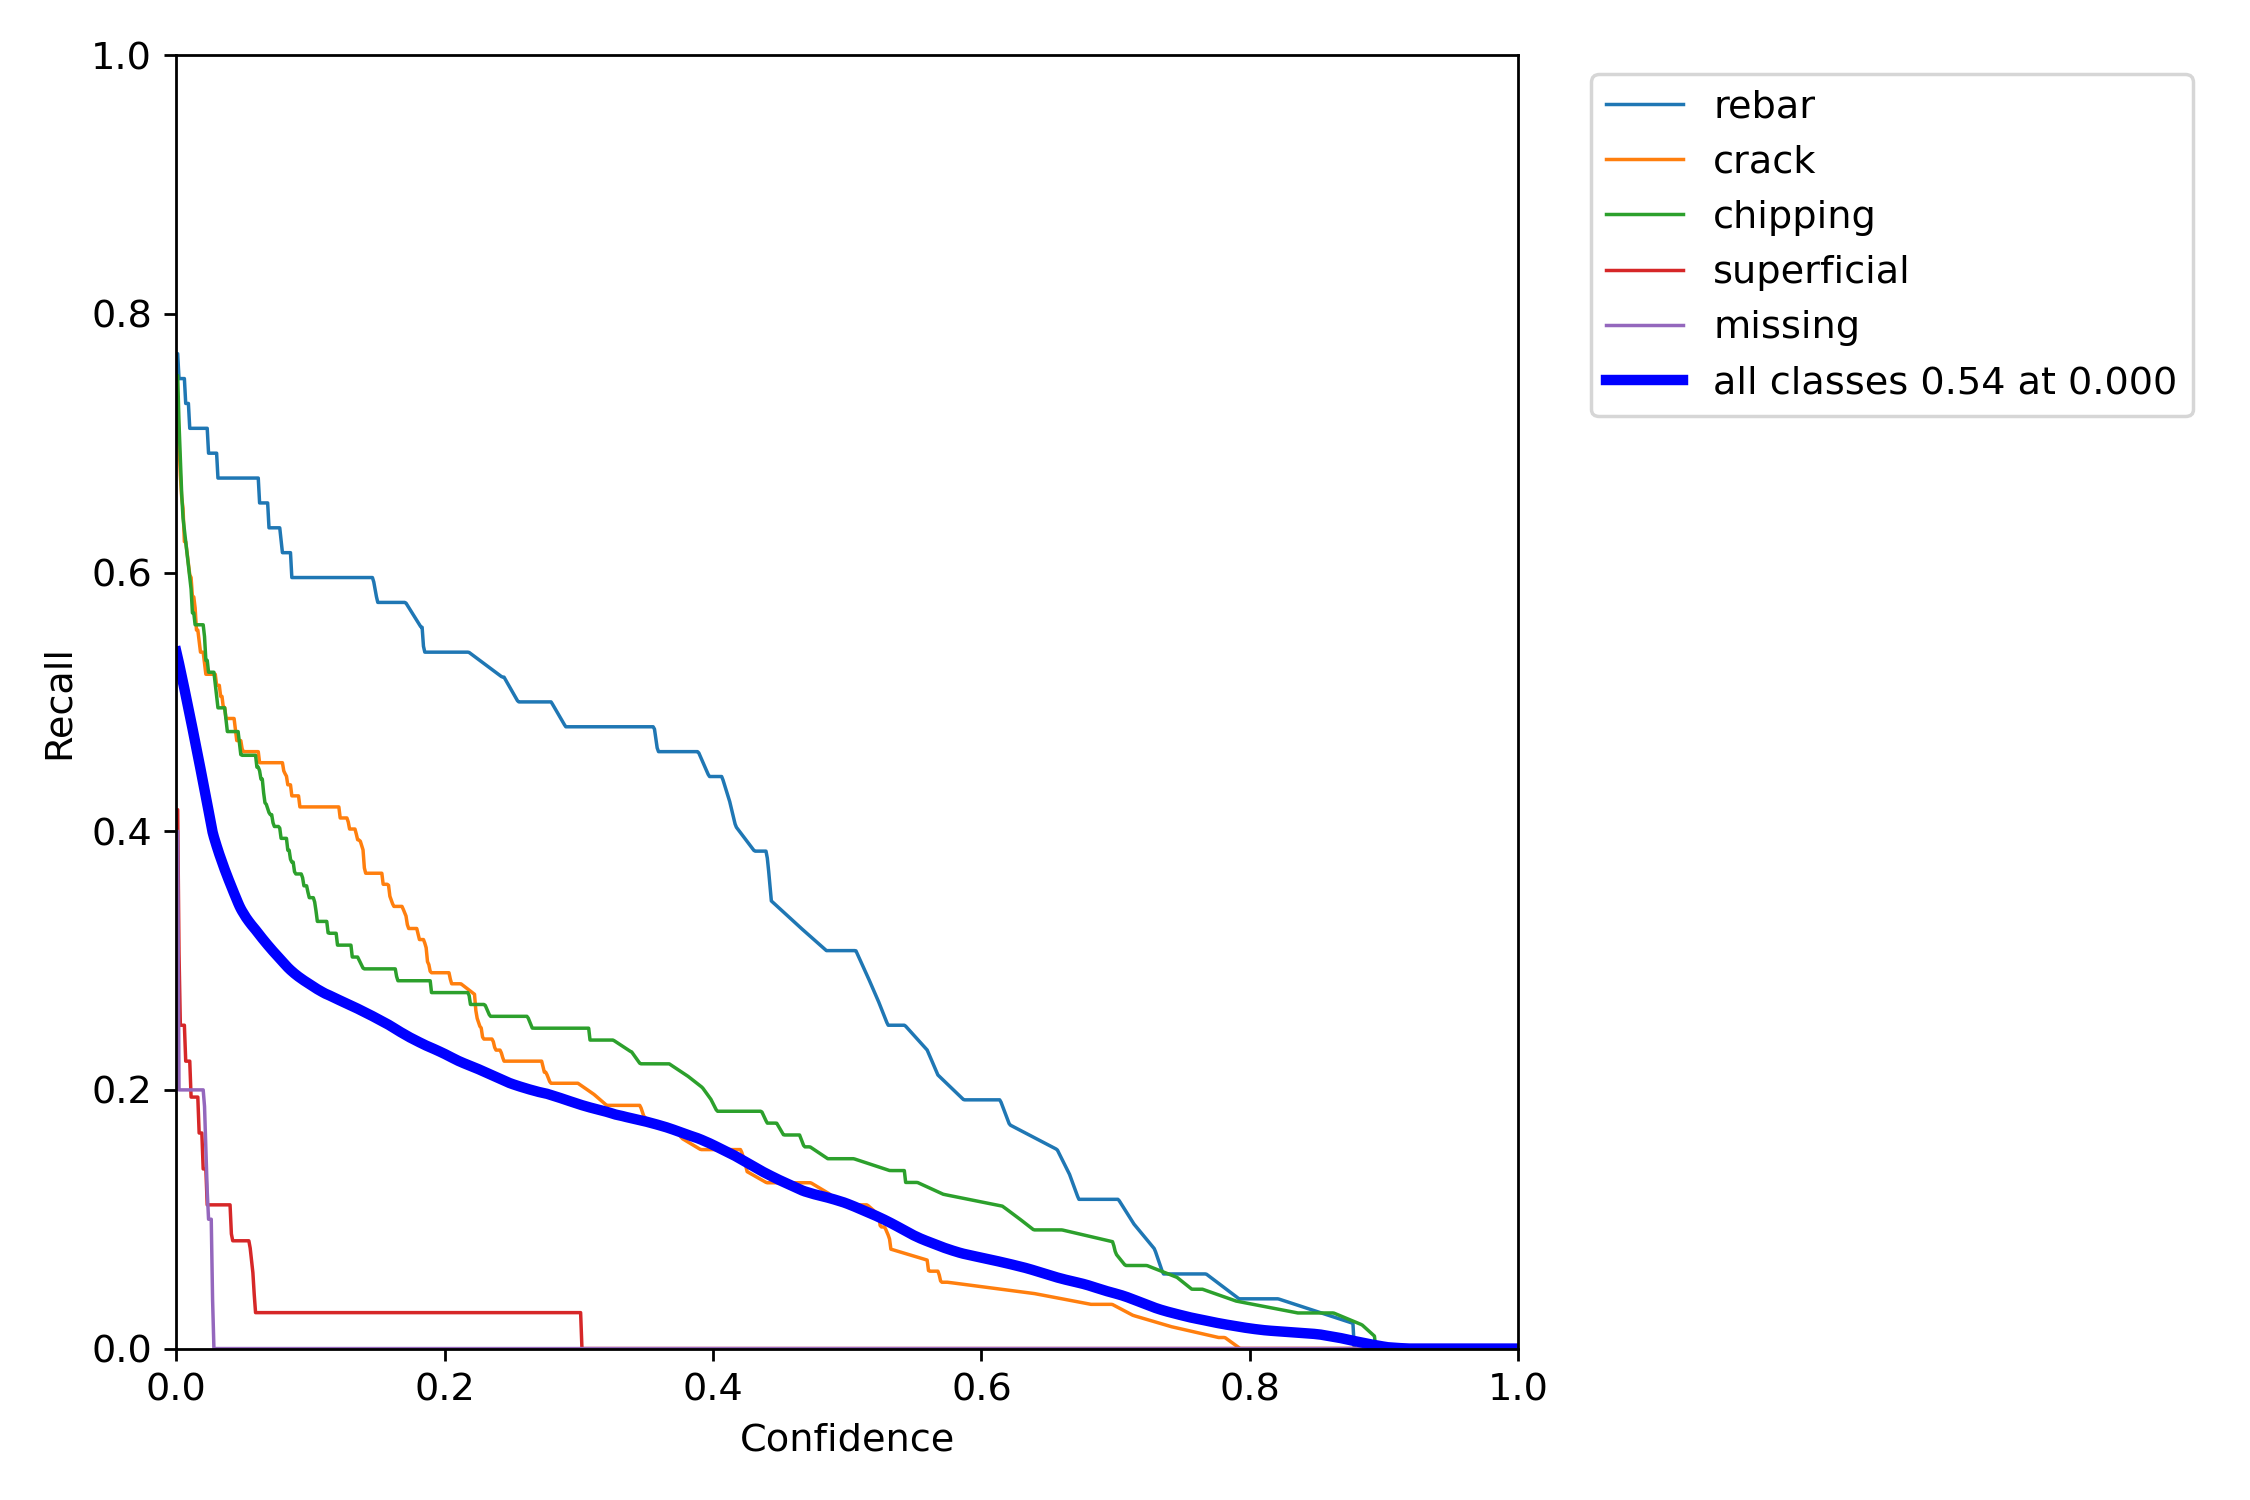 1.0
0.8
0.6
0.4
0.2
0.0
Recall
0.0 0.2 0.4 0.6 0.8 1.0
Confidence
rebar
crack
chipping
superficial
missing
all classes 0.54 at 0.000